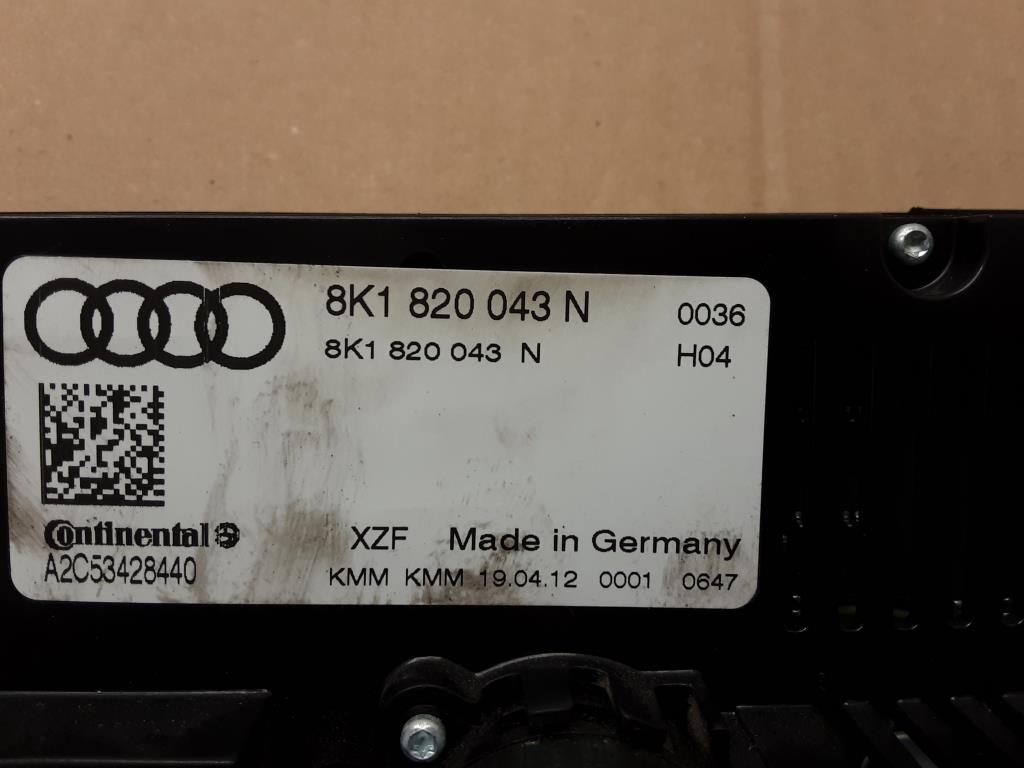 8K1 820 043 N 0036
8K1 820 043 N H04
Continental
XZF Made in Germany
A2C53428440
KMM KMM 19.04.12 0001 0647